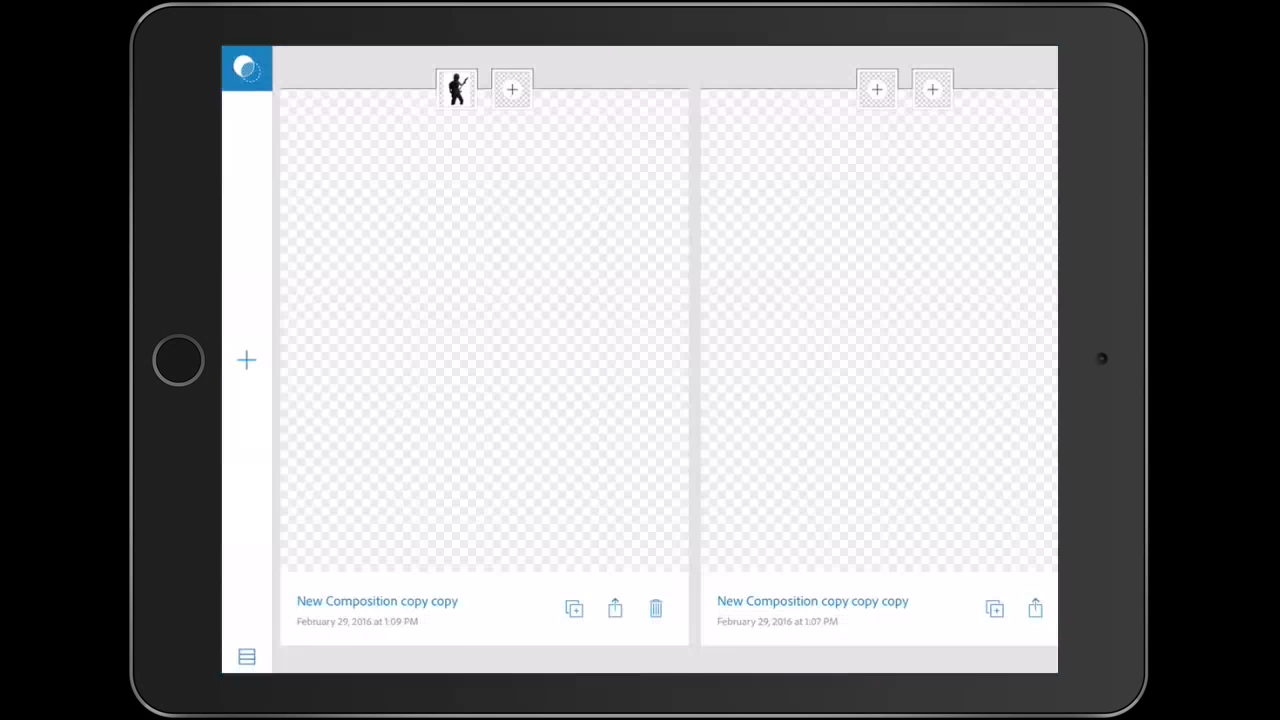 New Composition copy copy
February 29, 2016 at 1:09 PM
New Composition copy copy copy
February 29, 2016 at 1:07 PM